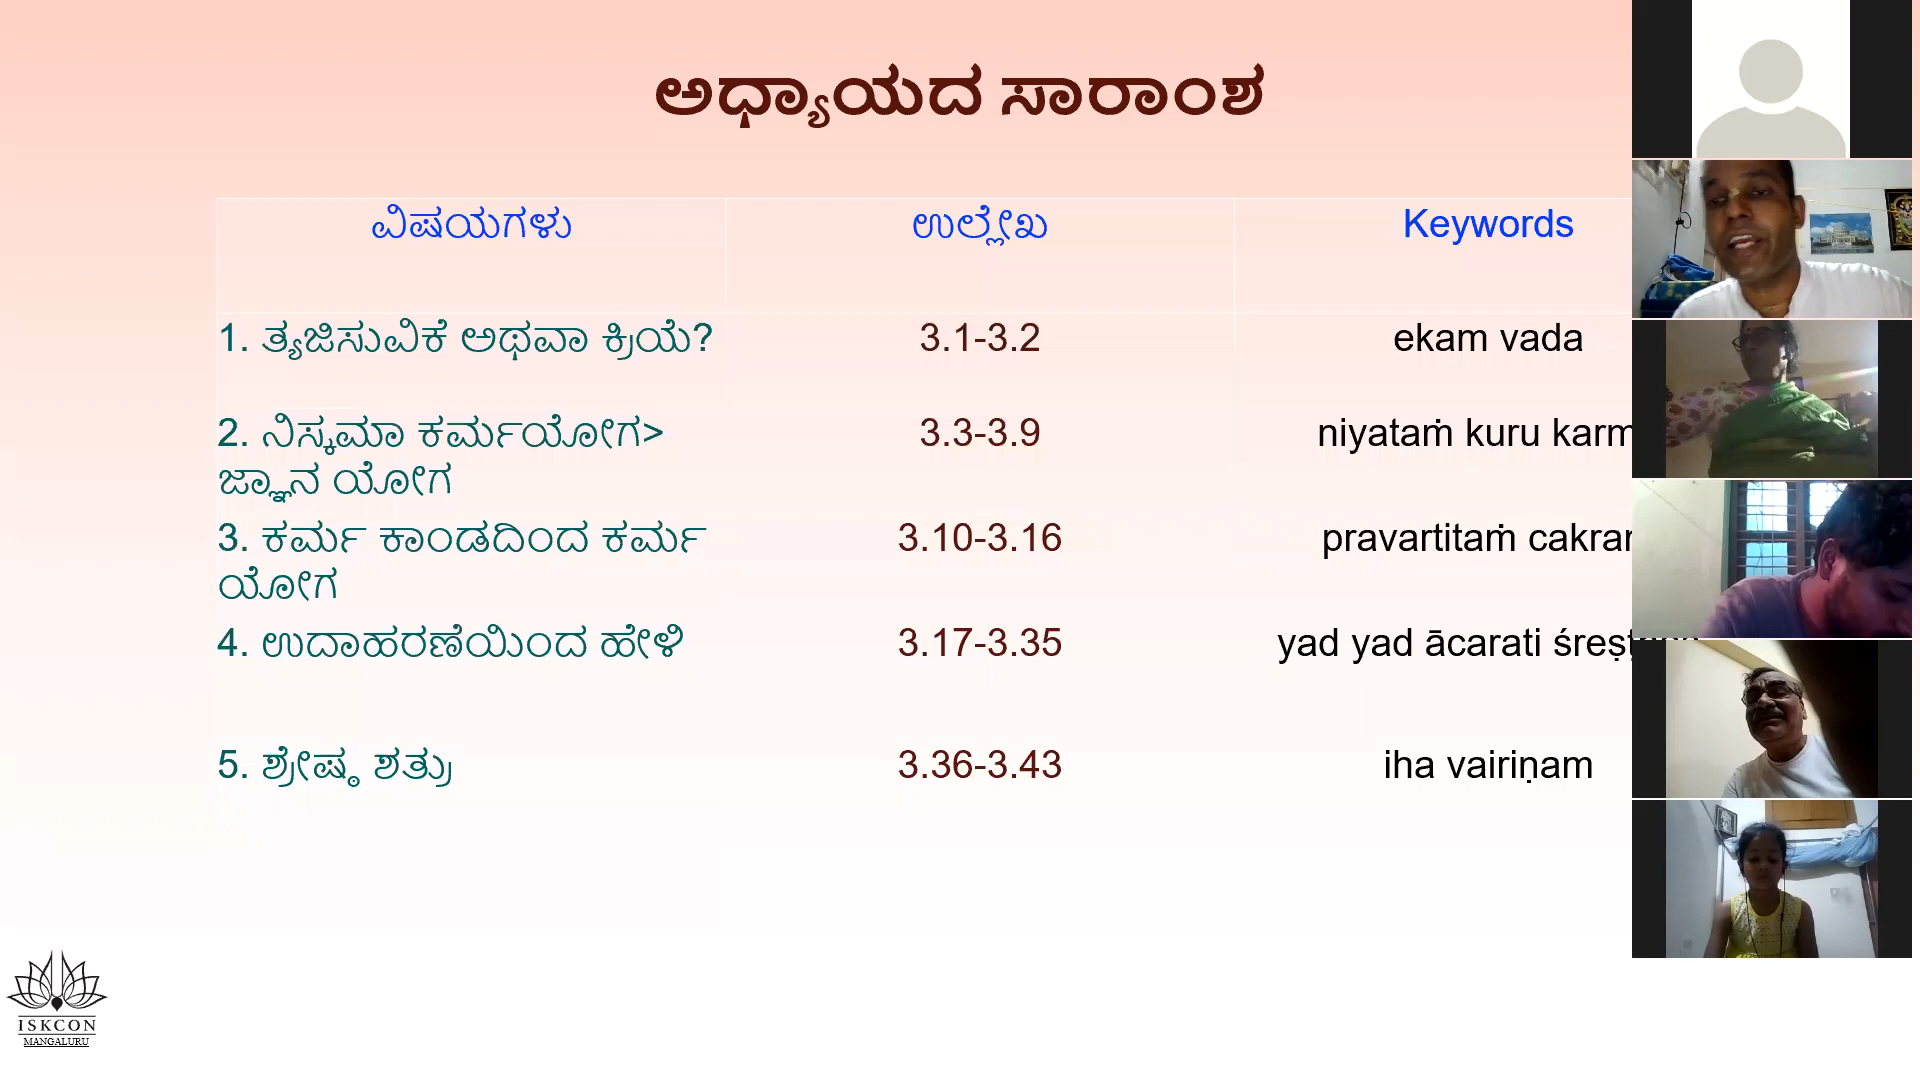 ಅಧ್ಯಾಯದ ಸಾರಾಂಶ
ವಿಷಯಗಳು ಉಲ್ಲೇಖ Keywords
1. ತ್ಯಜಿಸುವಿಕೆ ಅಥವಾ ಕ್ರಿಯೆ? 3.1-3.2 ekam vada
2. ನಿಸ್ಕಮಾ ಕರ್ಮಯೋಗ> 3.3-3.9 niyataṁ kuru karm
ಜ್ಞಾನ ಯೋಗ
3. ಕರ್ಮ ಕಾಂಡದಿಂದ ಕರ್ಮ 3.10-3.16 pravartitaṁ
ಯೋಗ
4. ಉದಾಹರಣೆಯಿಂದ ಹೇಳಿ 3.17-3.35 yad yad ācarati
5. ಶ್ರೇಷ್ಠ ಶತ್ರು 3.36-3.43 iha vairiṇam
ISKCON
MANGALURU